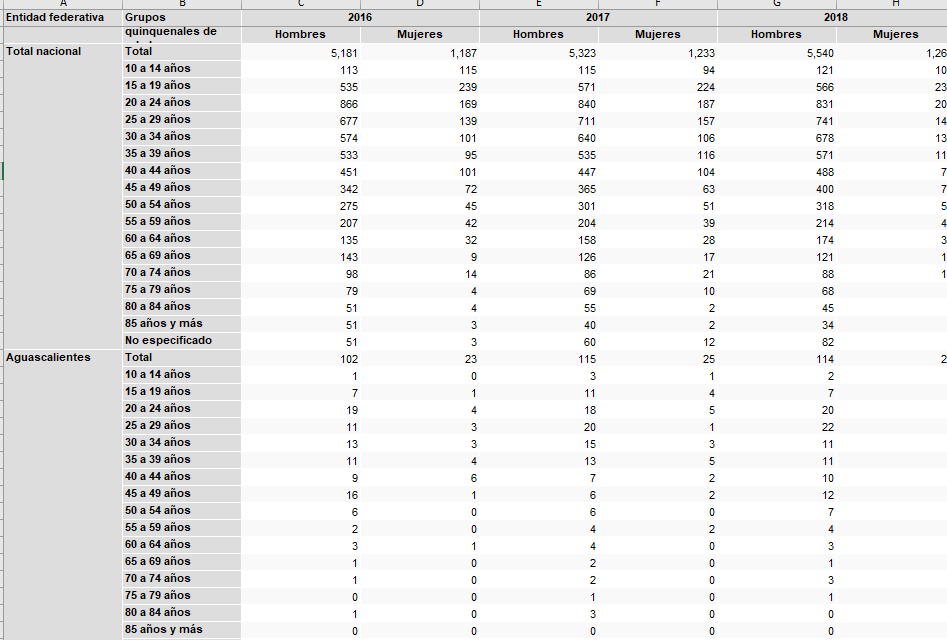 A B C D E F G H
Entidad federativa Grupos 2016 2017 2018
quinquenales de Hombres Mujeres Hombres Mujeres Hombres Mujeres
Total nacional Total 5,181 1,187 5,323 1,233 5,540 1,26
10 a 14 años 113 115 115 94 121 10
15 a 19 años 535 239 571 224 566 23
20 a 24 años 866 169 840 187 831 20
25 a 29 años 677 139 711 157 741 14
30 a 34 años 574 101 640 106 678 13
35 a 39 años 533 95 535 116 571 11
40 a 44 años 451 101 447 104 488 7
45 a 49 años 342 72 365 63 400 7
50 a 54 años 275 45 301 51 318 5
55 a 59 años 207 42 204 39 214 4
60 a 64 años 135 32 158 28 174 3
65 a 69 años 143 9 126 17 121 1
70 a 74 años 98 14 86 21 88 1
75 a 79 años 79 4 69 10 68
80 a 84 años 51 4 55 2 45
85 años y más 51 3 40 2 34
No especificado 51 3 60 12 82
Aguascalientes Total 102 23 115 25 114 2
10 a 14 años 1 0 3 1 2
15 a 19 años 7 1 11 4 7
20 a 24 años 19 4 18 5 20
25 a 29 años 11 3 20 1 22
30 a 34 años 13 3 15 3 11
35 a 39 años 11 4 13 5 11
40 a 44 años 9 6 7 2 10
45 a 49 años 16 1 6 2 12
50 a 54 años 6 0 6 0 7
55 a 59 años 2 0 4 2 4
60 a 64 años 3 1 4 0 3
65 a 69 años 1 0 2 0 1
70 a 74 años 1 0 2 0 3
75 a 79 años 0 0 1 0 1
80 a 84 años 1 0 3 0 0
85 años y más 0 0 0 0 0